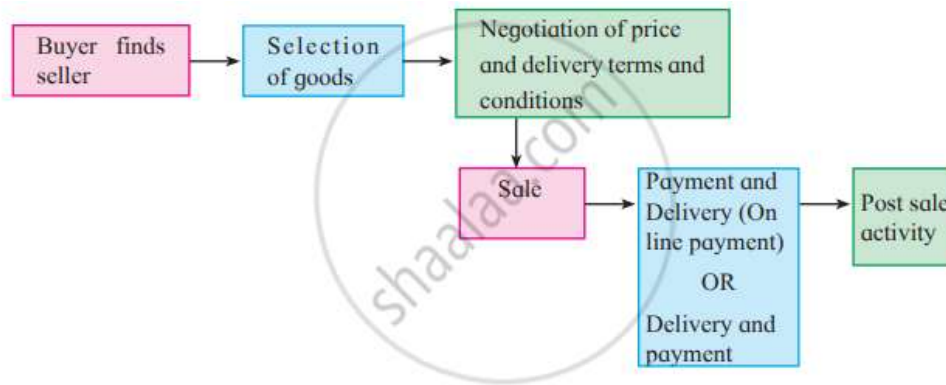 Buyer finds
seller
Selection
of goods
Negotiation of price
and delivery terms and
conditions
Sale
Payment and
Delivery (On
line payment)
OR
Delivery and
payment
Post sale
activity
shaalaa.com